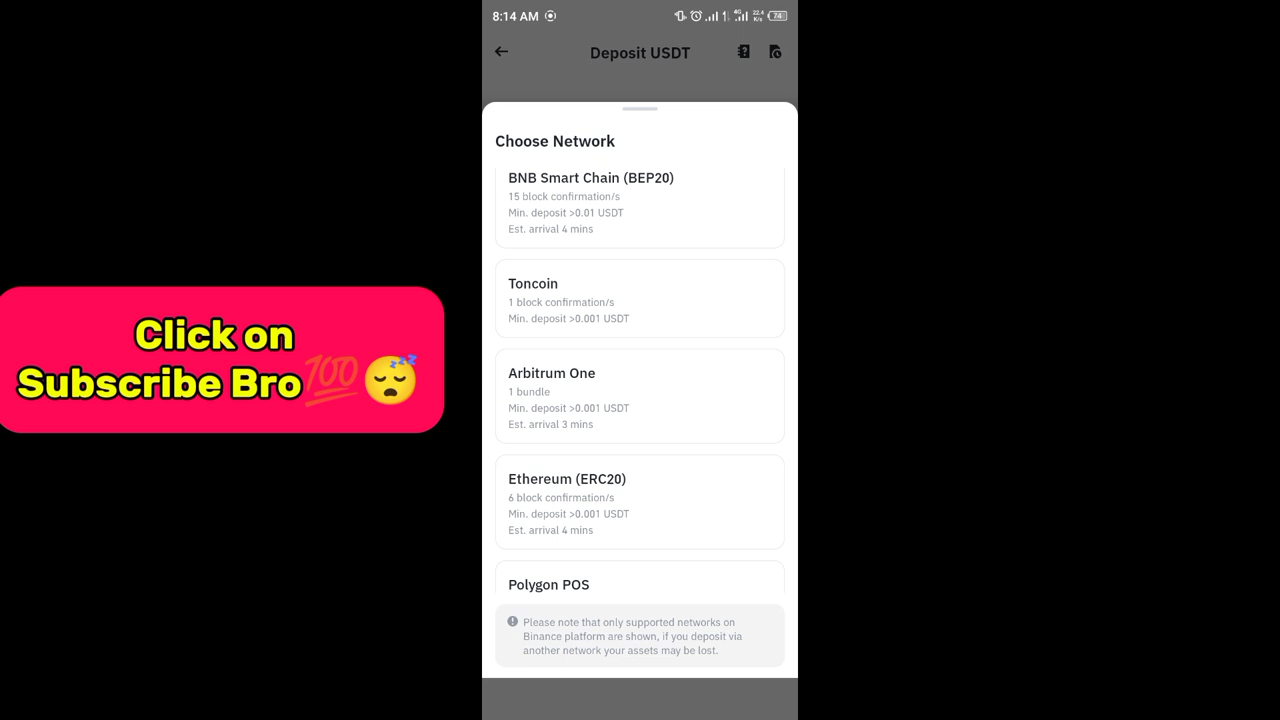 8:14 AM
4G
22.4
K/s
74
Deposit USDT
Choose Network
BNB Smart Chain (BEP20)
15 block confirmation/s
Min. deposit >0.01 USDT
Est. arrival 4 mins
Toncoin
1 block confirmation/s
Min. deposit >0.001 USDT
Arbitrum One
1 bundle
Min. deposit >0.001 USDT
Est. arrival 3 mins
Ethereum (ERC20)
6 block confirmation/s
Min. deposit >0.001 USDT
Est. arrival 4 mins
Polygon POS
Please note that only supported networks on
Binance platform are shown, if you deposit via
another network your assets may be lost.
Click on
Subscribe Bro💯😴